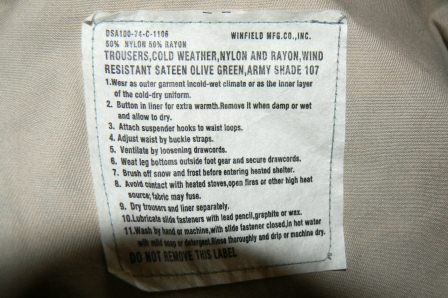 DSA100-74-C-1106 WINFIELD MFG.CO.,INC.
50% NYLON 50% RAYON
TROUSERS,COLD WEATHER,NYLON AND RAYON,WIND
RESISTANT SATEEN OLIVE GREEN,ARMY SHADE 107
1.Wear as outer garment incold-wet climate or as the inner layer
of the cold-dry uniform.
2. Button in liner for extra warmth.Remove it when damp or wet
and allow to dry.
3. Attach suspender hooks to waist loops.
4. Adjust waist by buckle straps.
5. Ventilate by loosening drawcords.
6. Weat leg bottoms outside foot gear and secure drawcords.
7. Brush off snow and frost before entering heated shelter.
8. Avoid contact with heated stoves,open fires or other high heat
source; fabric may fuse.
9. Dry trousers and liner separately.
10.Lubricate slide fasteners with lead pencil,graphite or wax.
11.Wash by hand or machine,with slide fastener closed,in hot water
with mild soap or detergent.Rinse thoroughly and drip or machine dry.
DO NOT REMOVE THIS LABEL